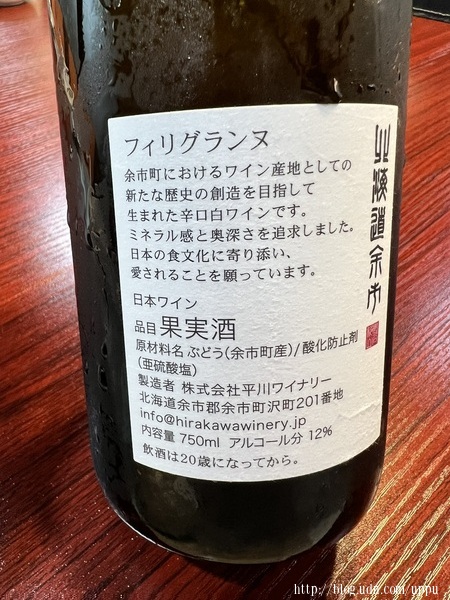 フィリグランヌ
余市町におけるワイン産地としての
新たな歴史の創造を目指して
生まれた辛口白ワインです。
ミネラル感と奥深さを追求しました。
日本の食文化に寄り添い、
愛されることを願っています。
日本ワイン
品目 果実酒
原材料名 ぶどう(余市町産)/酸化防止剤
(亜硫酸塩)
製造者 株式会社平川ワイナリー
北海道余市郡余市町沢町201番地
info@hirakawawinery.jp
内容量 750ml アルコール分 12%
飲酒は20歳になってから。
北海道余市
http://blog.udn.com/uppu